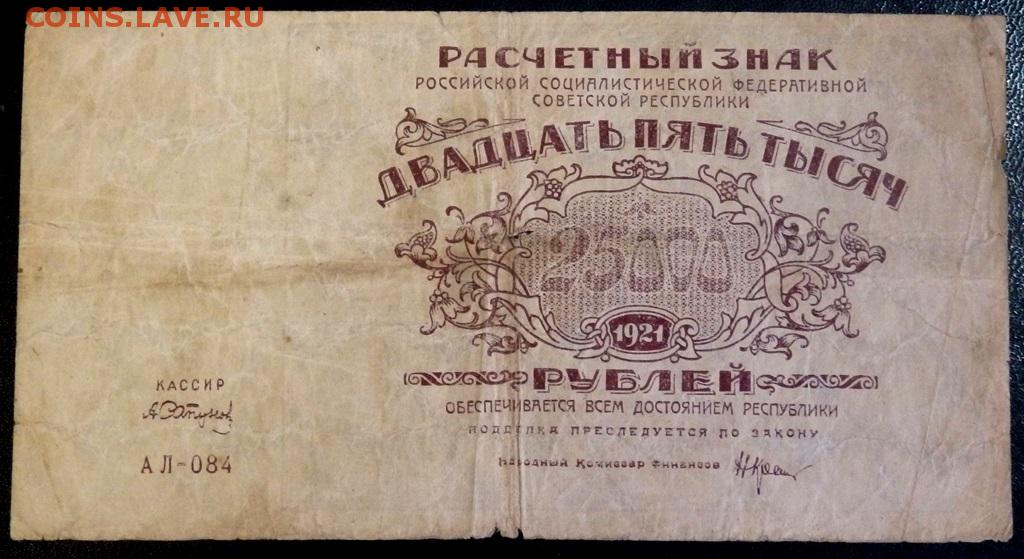 COINS.LAVE.RU
РАСЧЕТНЫЙ ЗНАК
РОССИЙСКОЙ СОЦИАЛИСТИЧЕСКОЙ ФЕДЕРАТИВНОЙ
СОВЕТСКОЙ РЕСПУБЛИКИ
ДВАДЦАТЬ ПЯТЬ ТЫСЯЧ
25000
1921
РУБЛЕЙ
ОБЕСПЕЧИВАЕТСЯ ВСЕМ ДОСТОЯНИЕМ РЕСПУБЛИКИ
ПОДДЕЛКА ПРЕСЛЕДУЕТСЯ ПО ЗАКОНУ
Народный Комиссар Финансов
КАССИР
АЛ-084